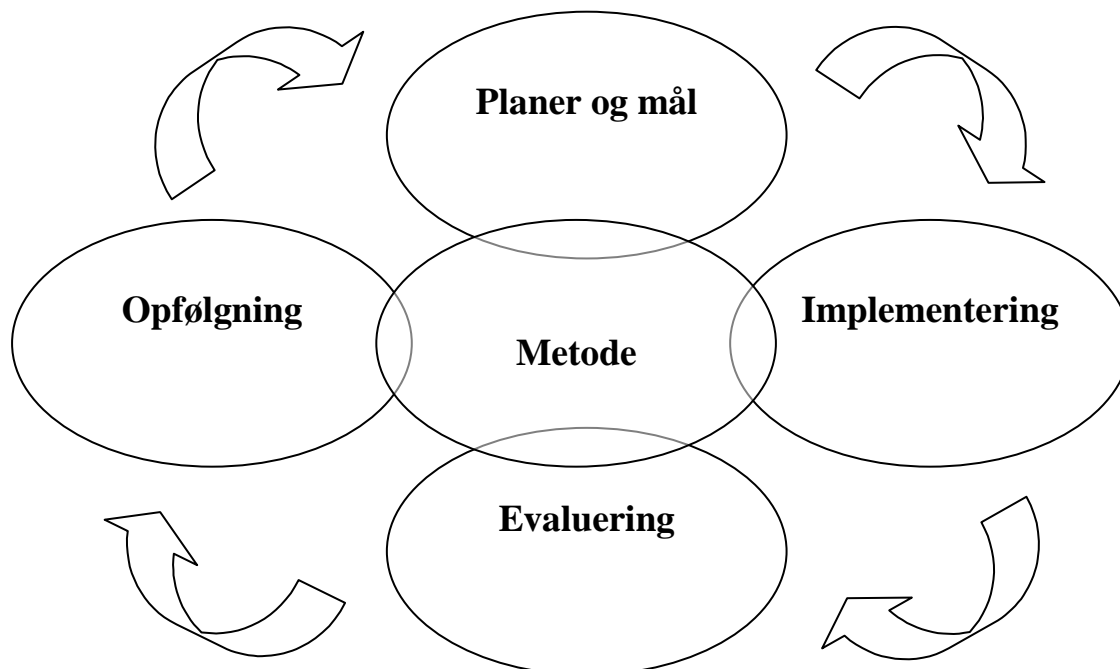 Planer og mål
Opfølgning
Implementering
Metode
Evaluering